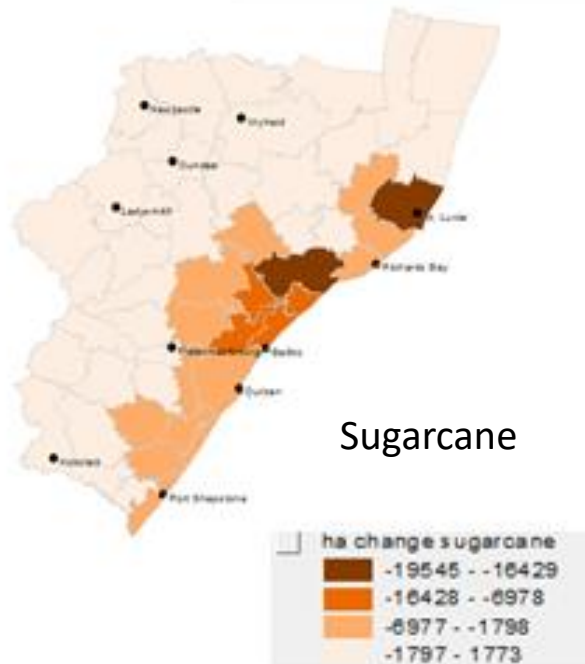 Newcastle
Vryheid
Dundee
Ladysmith
St. Lucia
Richards Bay
Pietermaritzburg
Ballito
Durban
Sugarcane
Kokstad
Port Shepstone
ha change sugarcane
-19545 - -16429
-16428 - -6978
-6977 - -1798
-1797 - 1773